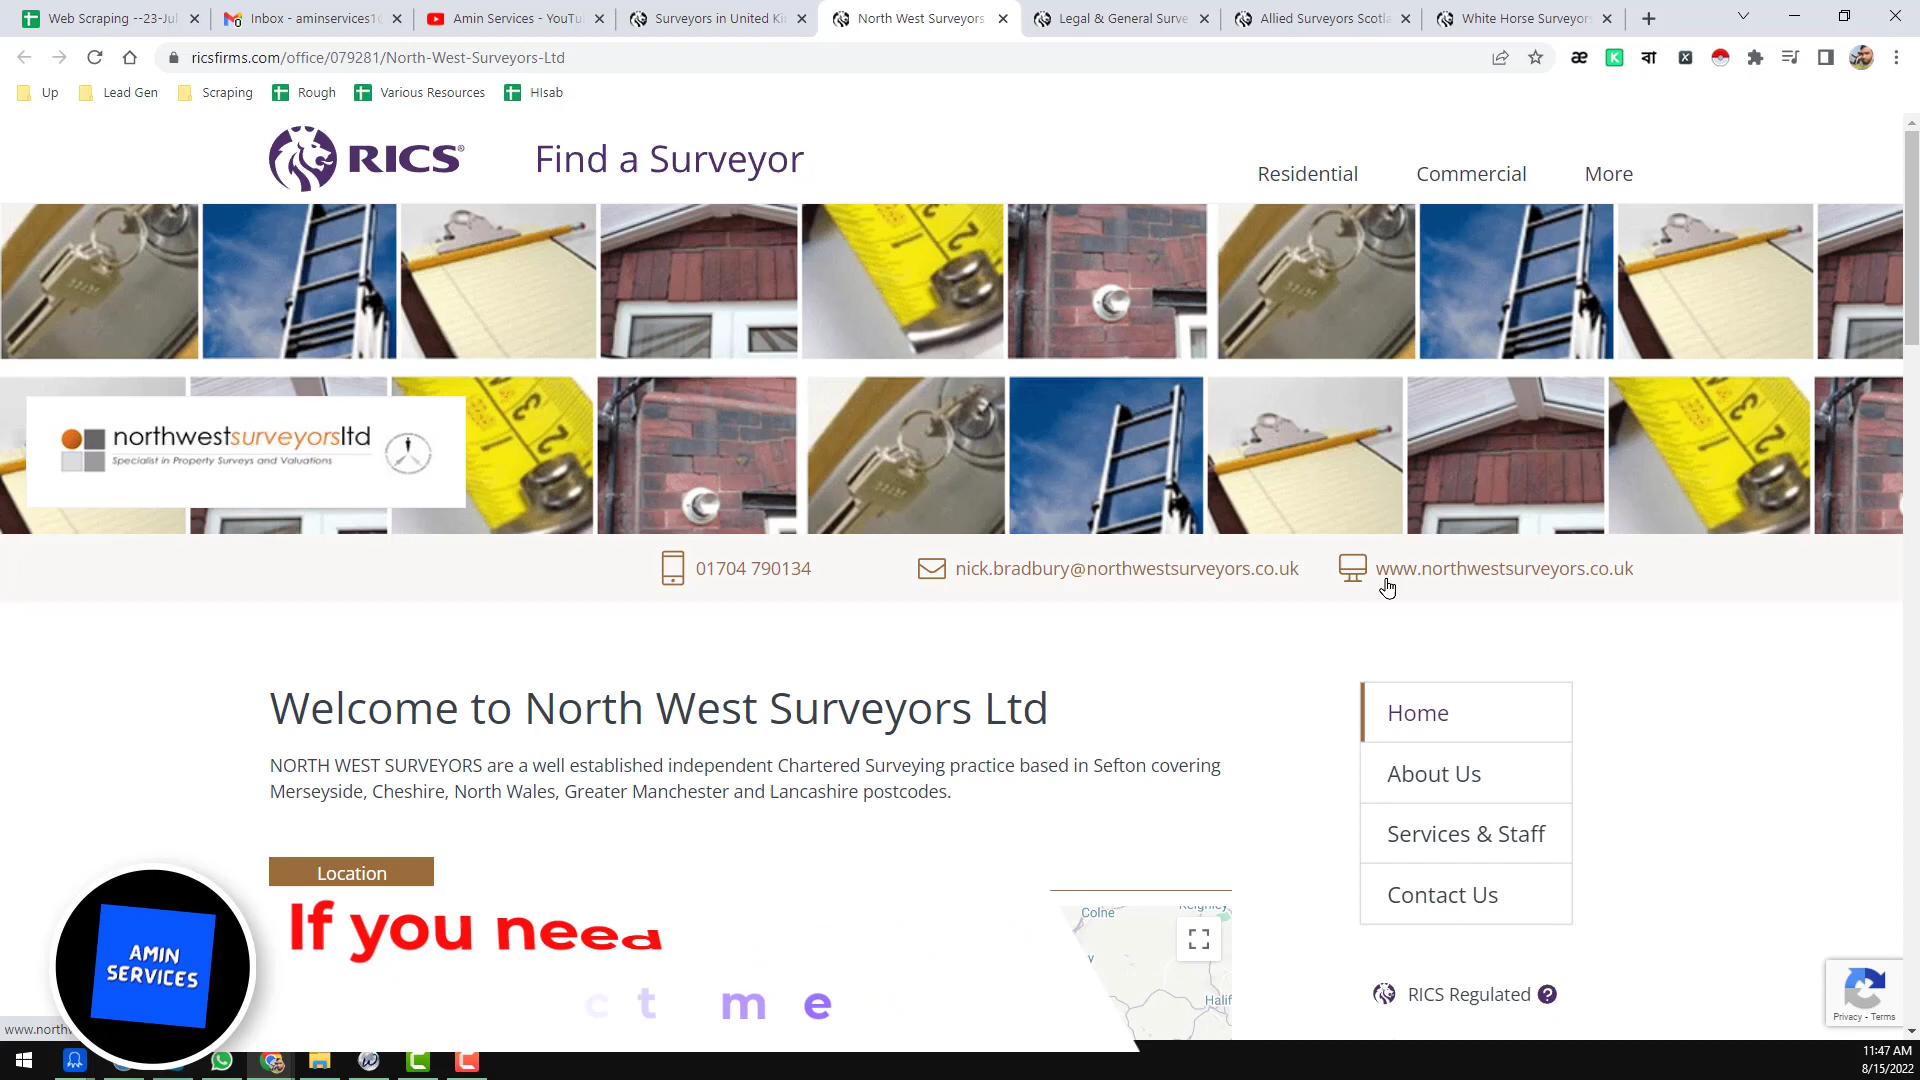 Web Scraping --23-Jul
Inbox - aminservices1
Amin Services - YouTu
Surveyors in United Ki
North West Surveyors
Legal & General Surve
Allied Surveyors Scotla
White Horse Surveyors
ricsfirms.com/office/079281/North-West-Surveyors-Ltd
Up
Lead Gen
Scraping
Rough
Various Resources
HIsab
RICS
Find a Surveyor
Residential
Commercial
More
northwestsurveyorsltd
Specialist in Property Surveys and Valuations
01704 790134
nick.bradbury@northwestsurveyors.co.uk
www.northwestsurveyors.co.uk
Welcome to North West Surveyors Ltd
NORTH WEST SURVEYORS are a well established independent Chartered Surveying practice based in Sefton covering
Merseyside, Cheshire, North Wales, Greater Manchester and Lancashire postcodes.
Home
About Us
Services & Staff
Contact Us
Location
If you need
c t m e
AMIN
SERVICES
Colne
Keighley
Halif
RICS Regulated
Privacy - Terms
www.north
11:47 AM
8/15/2022